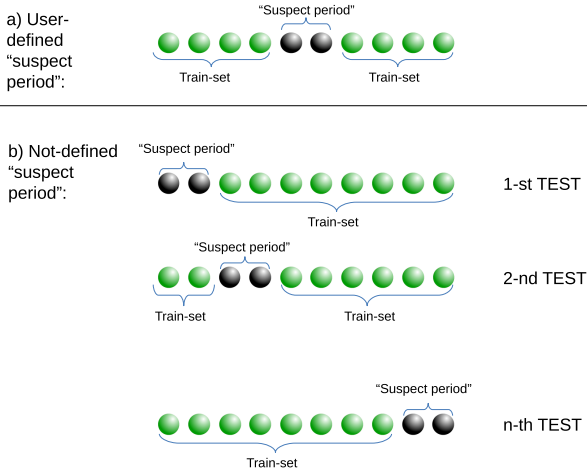 a) User-
defined
“suspect
period”:
“Suspect period”
Train-set
Train-set
b) Not-defined
“suspect
period”:
“Suspect period”
Train-set
1-st TEST
“Suspect period”
Train-set
Train-set
2-nd TEST
“Suspect period”
Train-set
n-th TEST